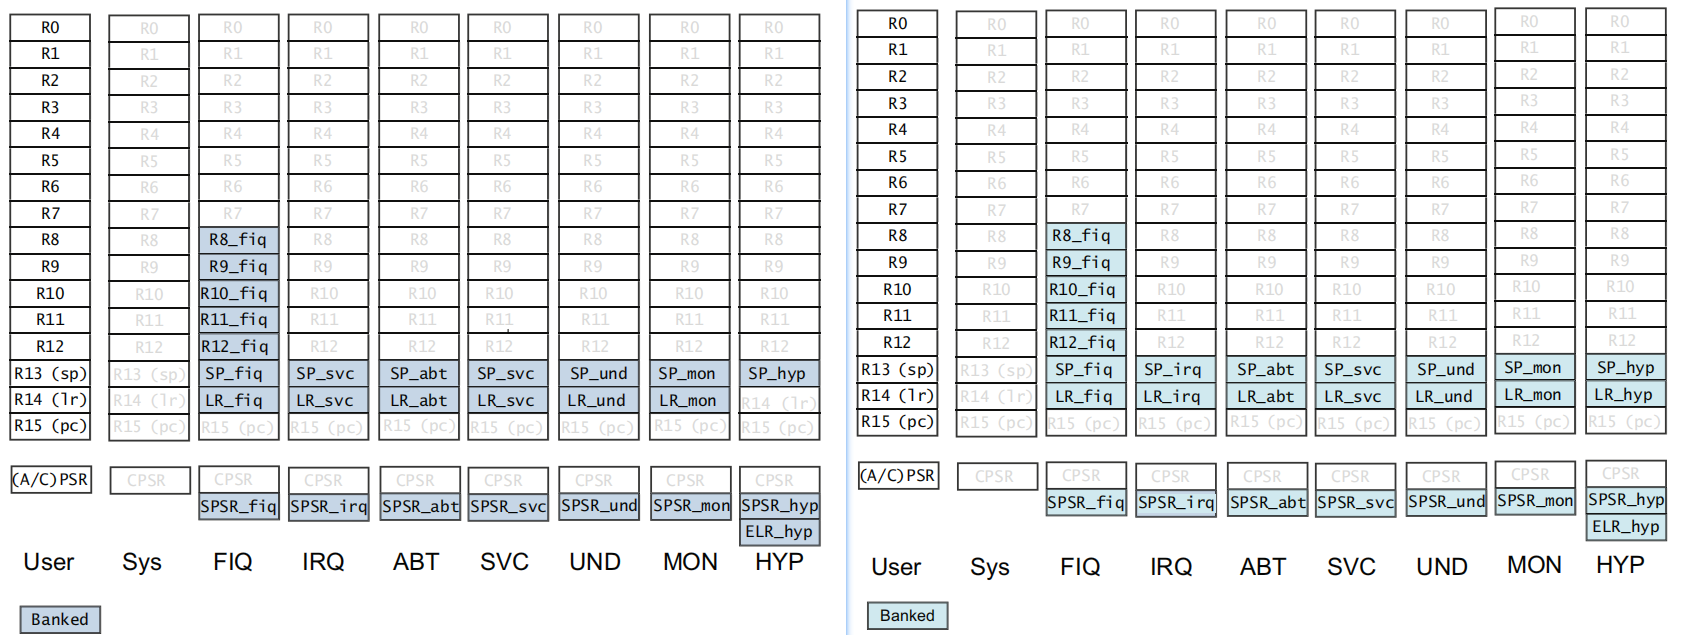 R0 R0 R0 R0 R0 R0 R0 R0 R0
R1 R1 R1 R1 R1 R1 R1 R1 R1
R2 R2 R2 R2 R2 R2 R2 R2 R2
R3 R3 R3 R3 R3 R3 R3 R3 R3
R4 R4 R4 R4 R4 R4 R4 R4 R4
R5 R5 R5 R5 R5 R5 R5 R5 R5
R6 R6 R6 R6 R6 R6 R6 R6 R6
R7 R7 R7 R7 R7 R7 R7 R7 R7
R8 R8 R8_fiq R8 R8 R8 R8 R8 R8
R9 R9 R9_fiq R9 R9 R9 R9 R9 R9
R10 R10 R10_fiq R10 R10 R10 R10 R10 R10
R11 R11 R11_fiq R11 R11 R11 R11 R11 R11
R12 R12 R12_fiq R12 R12 R12 R12 R12 R12
R13 (sp) R13 (sp) SP_fiq SP_svc SP_abt SP_svc SP_und SP_mon SP_hyp
R14 (lr) R14 (lr) LR_fiq LR_svc LR_abt LR_svc LR_und LR_mon R14 (lr)
R15 (pc) R15 (pc) R15 (pc) R15 (pc) R15 (pc) R15 (pc) R15 (pc) R15 (pc) R15 (pc)
(A/C)PSR CPSR CPSR CPSR CPSR CPSR CPSR CPSR CPSR
SPSR_fiq SPSR_irq SPSR_abt SPSR_svc SPSR_und SPSR_mon SPSR_hyp
ELR_hyp
User Sys FIQ IRQ ABT SVC UND MON HYP
Banked
R0 R0 R0 R0 R0 R0 R0 R0 R0
R1 R1 R1 R1 R1 R1 R1 R1 R1
R2 R2 R2 R2 R2 R2 R2 R2 R2
R3 R3 R3 R3 R3 R3 R3 R3 R3
R4 R4 R4 R4 R4 R4 R4 R4 R4
R5 R5 R5 R5 R5 R5 R5 R5 R5
R6 R6 R6 R6 R6 R6 R6 R6 R6
R7 R7 R7 R7 R7 R7 R7 R7 R7
R8 R8 R8_fiq R8 R8 R8 R8 R8 R8
R9 R9 R9_fiq R9 R9 R9 R9 R9 R9
R10 R10 R10_fiq R10 R10 R10 R10 R10 R10
R11 R11 R11_fiq R11 R11 R11 R11 R11 R11
R12 R12 R12_fiq R12 R12 R12 R12 R12 R12
R13 (sp) R13 (sp) SP_fiq SP_irq SP_abt SP_svc SP_und SP_mon SP_hyp
R14 (lr) R14 (lr) LR_fiq LR_irq LR_abt LR_svc LR_und LR_mon LR_hyp
R15 (pc) R15 (pc) R15 (pc) R15 (pc) R15 (pc) R15 (pc) R15 (pc) R15 (pc) R15 (pc)
(A/C)PSR CPSR CPSR CPSR CPSR CPSR CPSR CPSR CPSR
SPSR_fiq SPSR_irq SPSR_abt SPSR_svc SPSR_und SPSR_mon SPSR_hyp
ELR_hyp
User Sys FIQ IRQ ABT SVC UND MON HYP
Banked